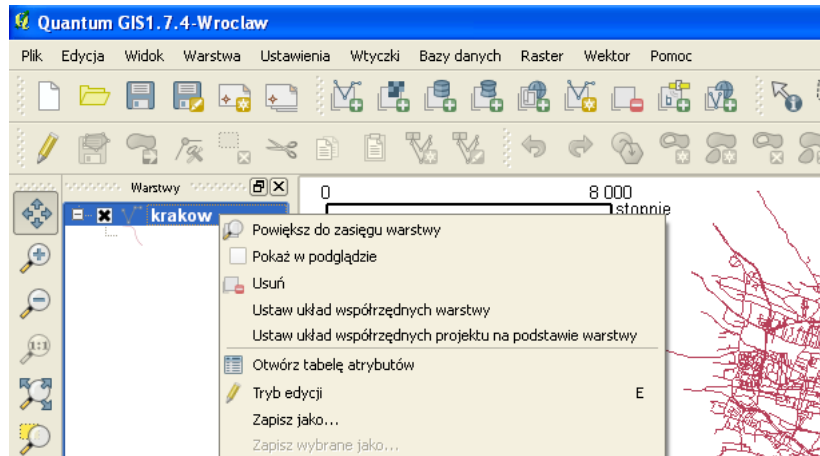 Quantum GIS1.7.4-Wroclaw
Plik Edycja Widok Warstwa Ustawienia Wtyczki Bazy danych Raster Wektor Pomoc
Warstwy
0 8 000
stopnie
krakow
Powiększ do zasięgu warstwy
Pokaż w podglądzie
Usuń
Ustaw układ współrzędnych warstwy
Ustaw układ współrzędnych projektu na podstawie warstwy
Otwórz tabelę atrybutów
Tryb edycji E
Zapisz jako...
Zapisz wybrane jako...
1:1